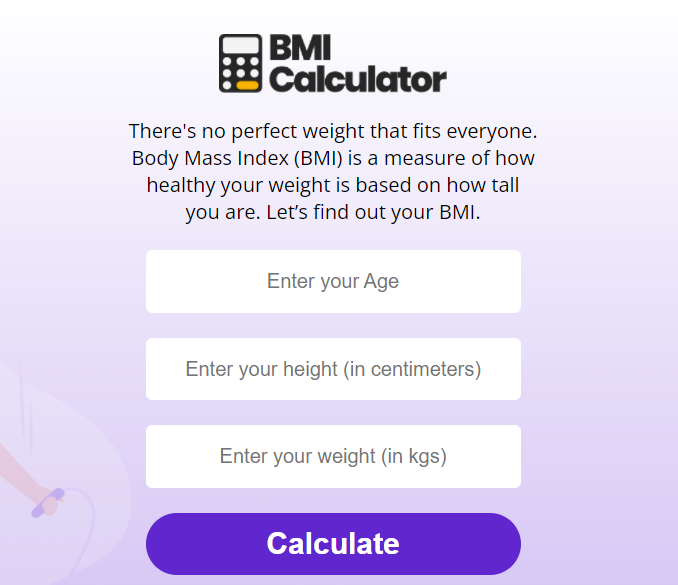 BMI
Calculator
There's no perfect weight that fits everyone.
Body Mass Index (BMI) is a measure of how
healthy your weight is based on how tall
you are. Let’s find out your BMI.
Enter your Age
Enter your height (in centimeters)
Enter your weight (in kgs)
Calculate